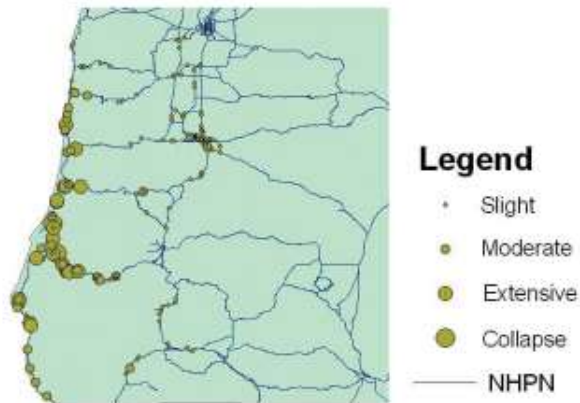 Legend
Slight
Moderate
Extensive
Collapse
NHPN